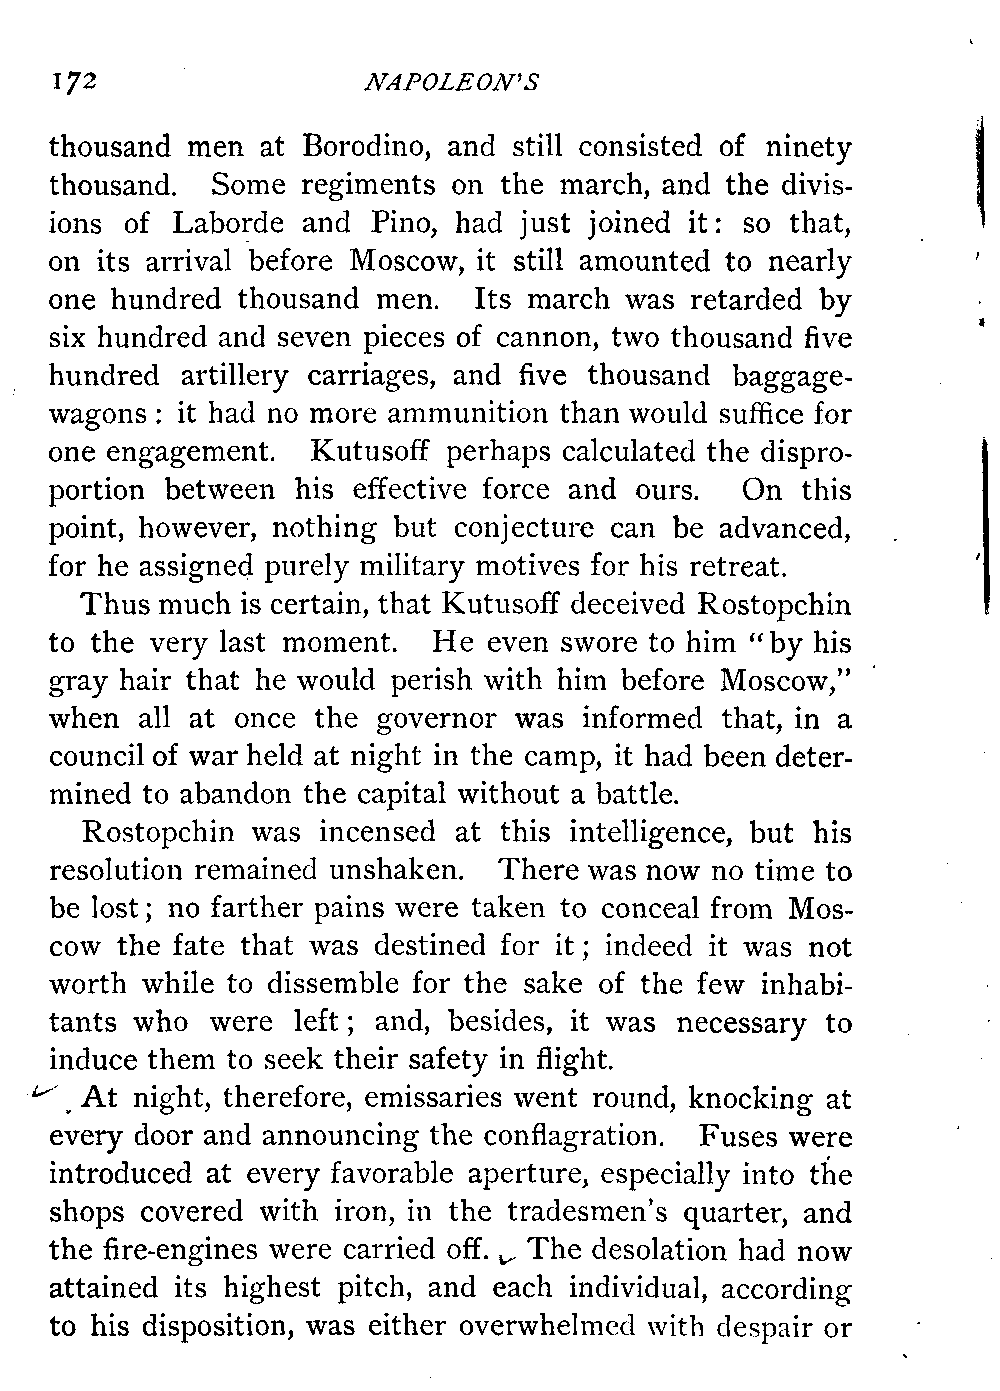 172 NAPOLEON'S
thousand men at Borodino, and still consisted of ninety
thousand. Some regiments on the march, and the divis-
ions of Laborde and Pino, had just joined it: so that,
on its arrival before Moscow, it still amounted to nearly
one hundred thousand men. Its march was retarded by
six hundred and seven pieces of cannon, two thousand five
hundred artillery carriages, and five thousand baggage-
wagons: it had no more ammunition than would suffice for
one engagement. Kutusoff perhaps calculated the dispro-
portion between his effective force and ours. On this
point, however, nothing but conjecture can be advanced,
for he assigned purely military motives for his retreat.
Thus much is certain, that Kutusoff deceived Rostopchin
to the very last moment. He even swore to him "by his
gray hair that he would perish with him before Moscow,"
when all at once the governor was informed that, in a
council of war held at night in the camp, it had been deter-
mined to abandon the capital without a battle.
Rostopchin was incensed at this intelligence, but his
resolution remained unshaken. There was now no time to
be lost; no farther pains were taken to conceal from Mos-
cow the fate that was destined for it; indeed it was not
worth while to dissemble for the sake of the few inhabi-
tants who were left; and, besides, it was necessary to
induce them to seek their safety in flight.
At night, therefore, emissaries went round, knocking at
every door and announcing the conflagration. Fuses were
introduced at every favorable aperture, especially into the
shops covered with iron, in the tradesmen's quarter, and
the fire-engines were carried off. The desolation had now
attained its highest pitch, and each individual, according
to his disposition, was either overwhelmed with despair or